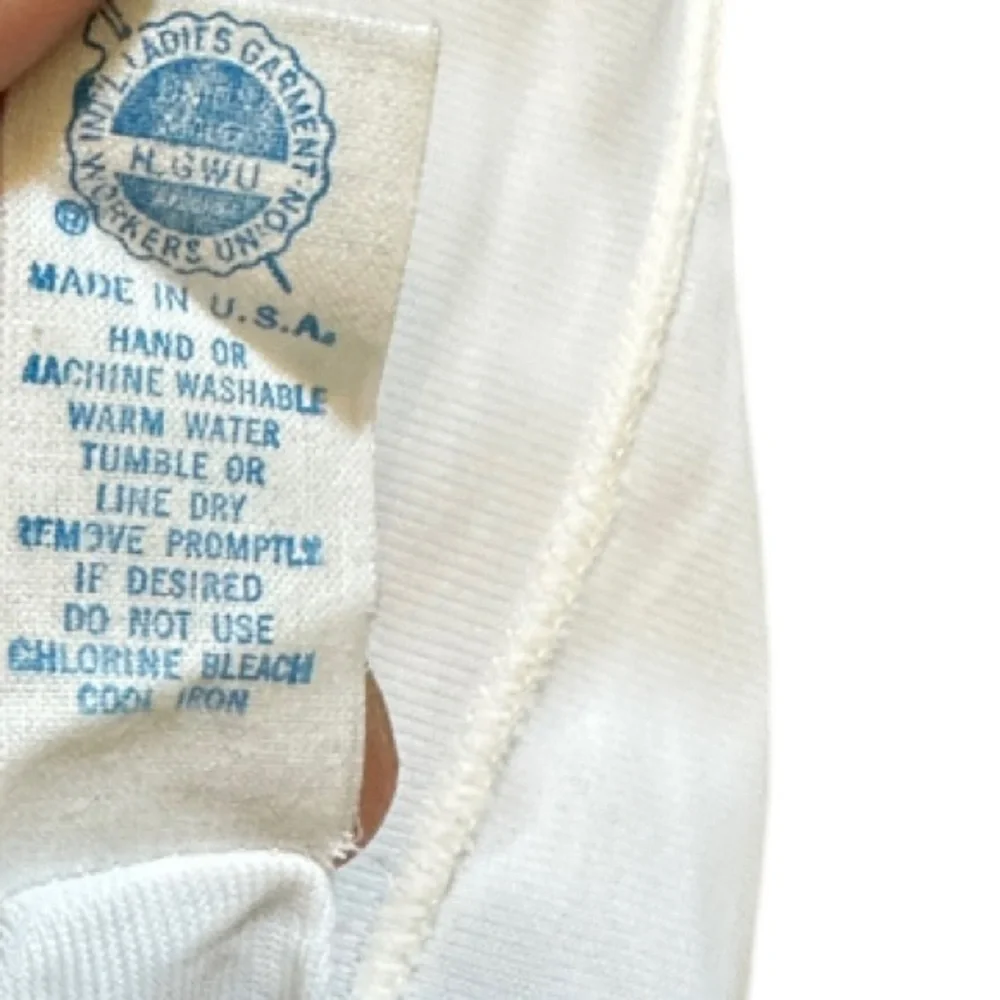 INT'L LADIES GARMENT
WORKERS UNION
ILGWU
®
MADE IN U.S.A.
HAND OR
MACHINE WASHABLE
WARM WATER
TUMBLE OR
LINE DRY
REMOVE PROMPTLY
IF DESIRED
DO NOT USE
CHLORINE BLEACH
COOL IRON